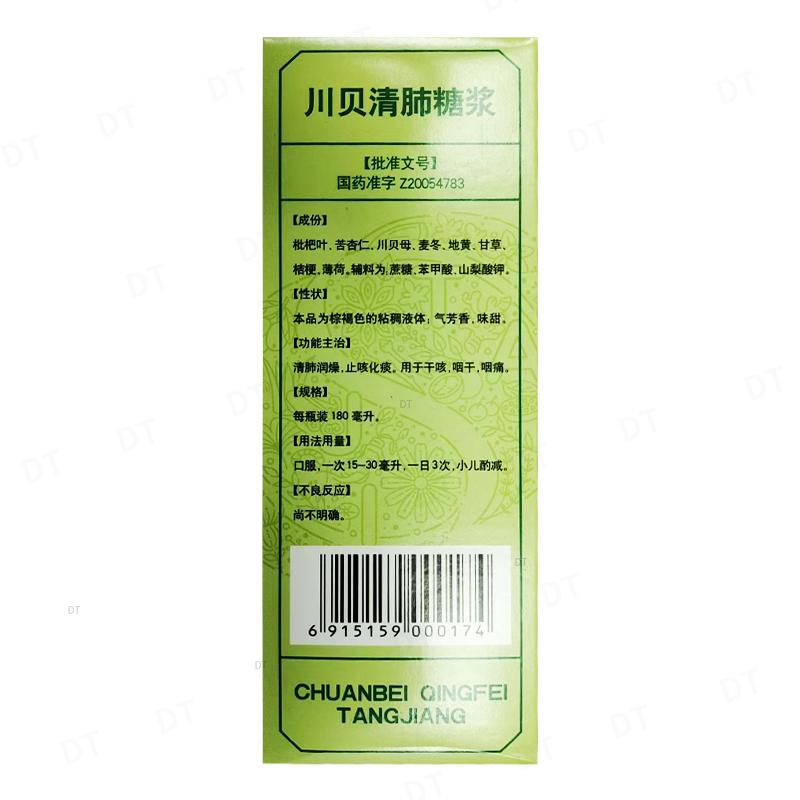 川贝清肺糖浆
【批准文号】
国药准字 Z20054783
【成份】
枇杷叶、苦杏仁、川贝母、麦冬、地黄、甘草、
桔梗、薄荷。辅料为:蔗糖、苯甲酸、山梨酸钾。
【性状】
本品为棕褐色的粘稠液体；气芳香，味甜。
【功能主治】
清肺润燥，止咳化痰。用于干咳，咽干，咽痛。
【规格】
每瓶装 180 毫升。
【用法用量】
口服，一次15—30毫升，一日3次，小儿酌减。
【不良反应】
尚不明确。
6 915159 000174
CHUANBEI QINGFEI
TANGJIANG
DT